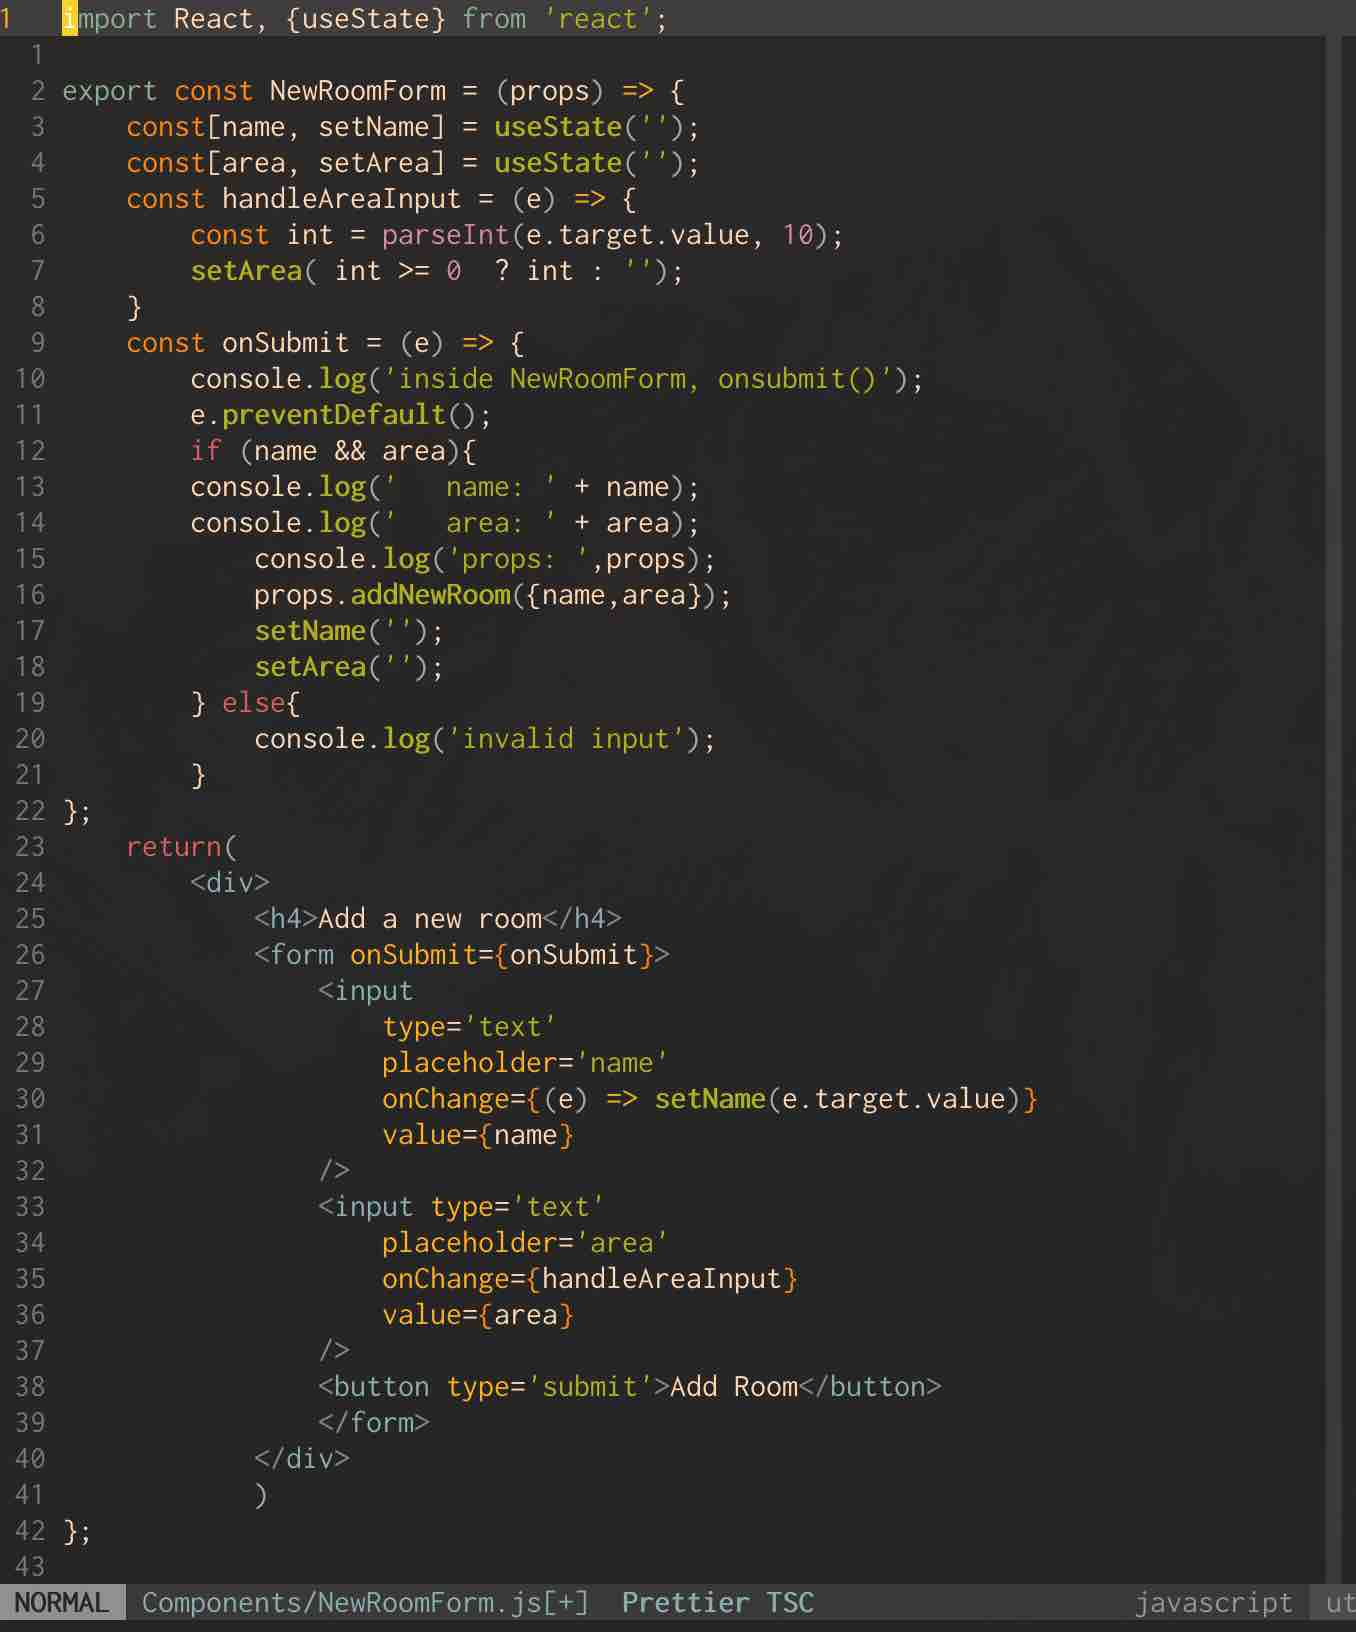 1   import React, {useState} from 'react';
1
2 export const NewRoomForm = (props) => {
3     const[name, setName] = useState('');
4     const[area, setArea] = useState('');
5     const handleAreaInput = (e) => {
6         const int = parseInt(e.target.value, 10);
7         setArea( int >= 0  ? int : '');
8     }
9     const onSubmit = (e) => {
10         console.log('inside NewRoomForm, onsubmit()');
11         e.preventDefault();
12         if (name && area){
13         console.log('   name: ' + name);
14         console.log('   area: ' + area);
15             console.log('props: ',props);
16             props.addNewRoom({name,area});
17             setName('');
18             setArea('');
19         } else{
20             console.log('invalid input');
21         }
22 };
23     return(
24         <div>
25             <h4>Add a new room</h4>
26             <form onSubmit={onSubmit}>
27                 <input
28                     type='text'
29                     placeholder='name'
30                     onChange={(e) => setName(e.target.value)}
31                     value={name}
32                 />
33                 <input type='text'
34                     placeholder='area'
35                     onChange={handleAreaInput}
36                     value={area}
37                 />
38                 <button type='submit'>Add Room</button>
39                 </form>
40             </div>
41             )
42 };
43
NORMAL  Components/NewRoomForm.js[+]  Prettier TSC  javascript  ut